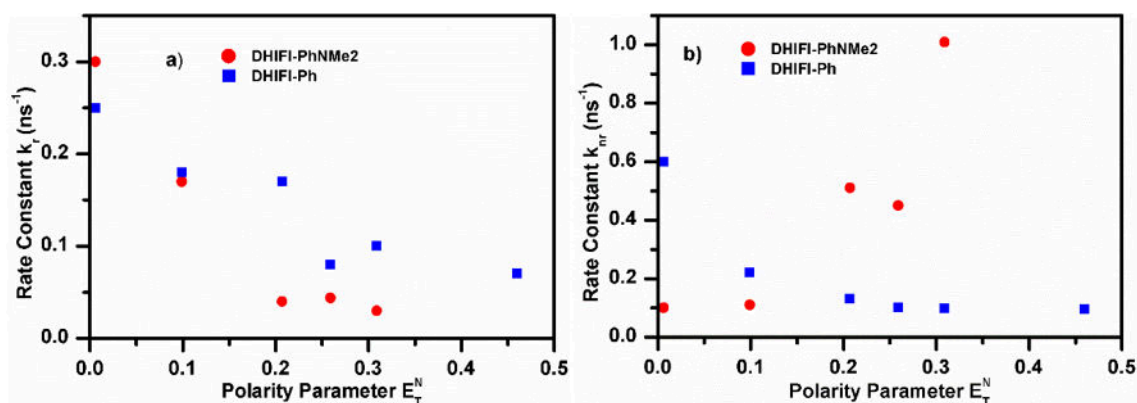 a)
DHIFI-PhNMe2
DHIFI-Ph
Rate Constant k_r (ns⁻¹)
0.3
0.2
0.1
0.0
0.0 0.1 0.2 0.3 0.4 0.5
Polarity Parameter E_T^N
b)
DHIFI-PhNMe2
DHIFI-Ph
Rate Constant k_nr (ns⁻¹)
1.0
0.8
0.6
0.4
0.2
0.0
0.0 0.1 0.2 0.3 0.4 0.5
Polarity Parameter E_T^N